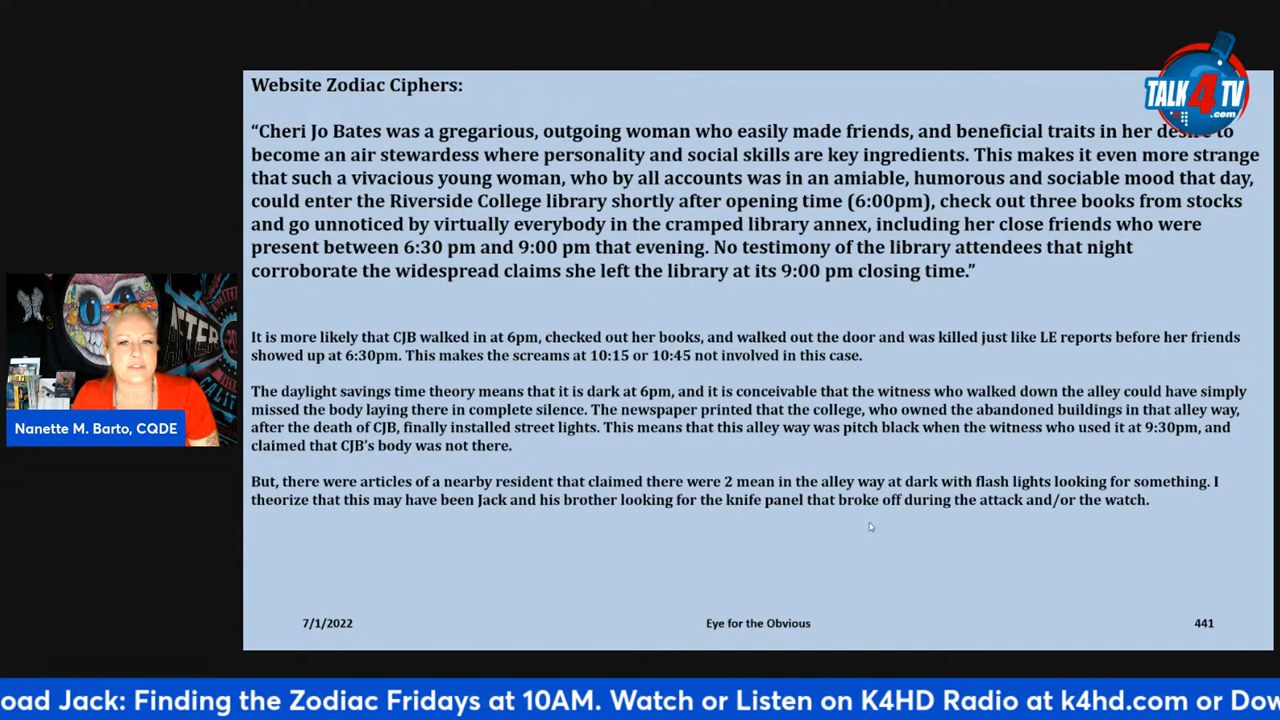 TALK
4
TV
.com
Website Zodiac Ciphers:
“Cheri Jo Bates was a gregarious, outgoing woman who easily made friends, and beneficial traits in her desire to
become an air stewardess where personality and social skills are key ingredients. This makes it even more strange
that such a vivacious young woman, who by all accounts was in an amiable, humorous and sociable mood that day,
could enter the Riverside College library shortly after opening time (6:00pm), check out three books from stocks
and go unnoticed by virtually everybody in the cramped library annex, including her close friends who were
present between 6:30 pm and 9:00 pm that evening. No testimony of the library attendees that night
corroborate the widespread claims she left the library at its 9:00 pm closing time.”
It is more likely that CJB walked in at 6pm, checked out her books, and walked out the door and was killed just like LE reports before her friends
showed up at 6:30pm. This makes the screams at 10:15 or 10:45 not involved in this case.
The daylight savings time theory means that it is dark at 6pm, and it is conceivable that the witness who walked down the alley could have simply
missed the body laying there in complete silence. The newspaper printed that the college, who owned the abandoned buildings in that alley way,
after the death of CJB, finally installed street lights. This means that this alley way was pitch black when the witness who used it at 9:30pm, and
claimed that CJB’s body was not there.
But, there were articles of a nearby resident that claimed there were 2 mean in the alley way at dark with flash lights looking for something. I
theorize that this may have been Jack and his brother looking for the knife panel that broke off during the attack and/or the watch.
7/1/2022
Eye for the Obvious
441
AFTER
CALIF
Nanette M. Barto, CQDE
oad Jack: Finding the Zodiac Fridays at 10AM. Watch or Listen on K4HD Radio at k4hd.com or Dow